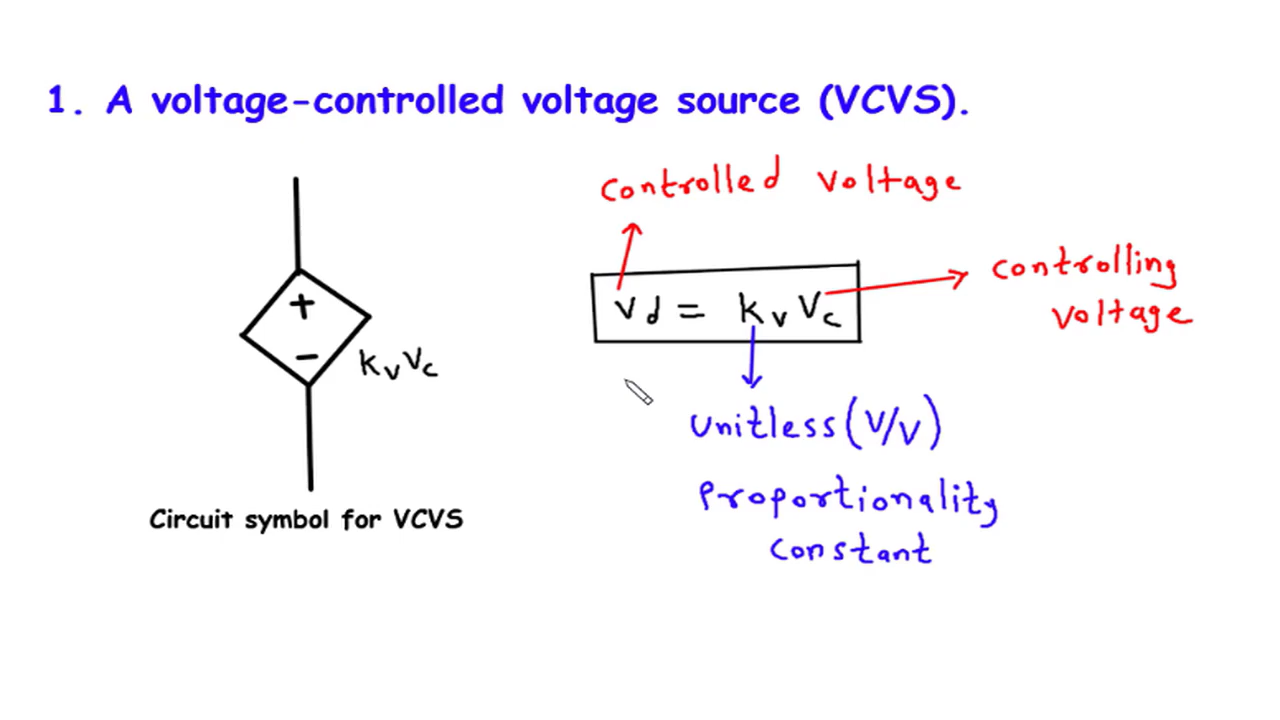 1. A voltage-controlled voltage source (VCVS).
controlled voltage
+
−
kvVc
vd = kvVc
controlling
voltage
Unitless (V/V)
Proportionality
constant
Circuit symbol for VCVS